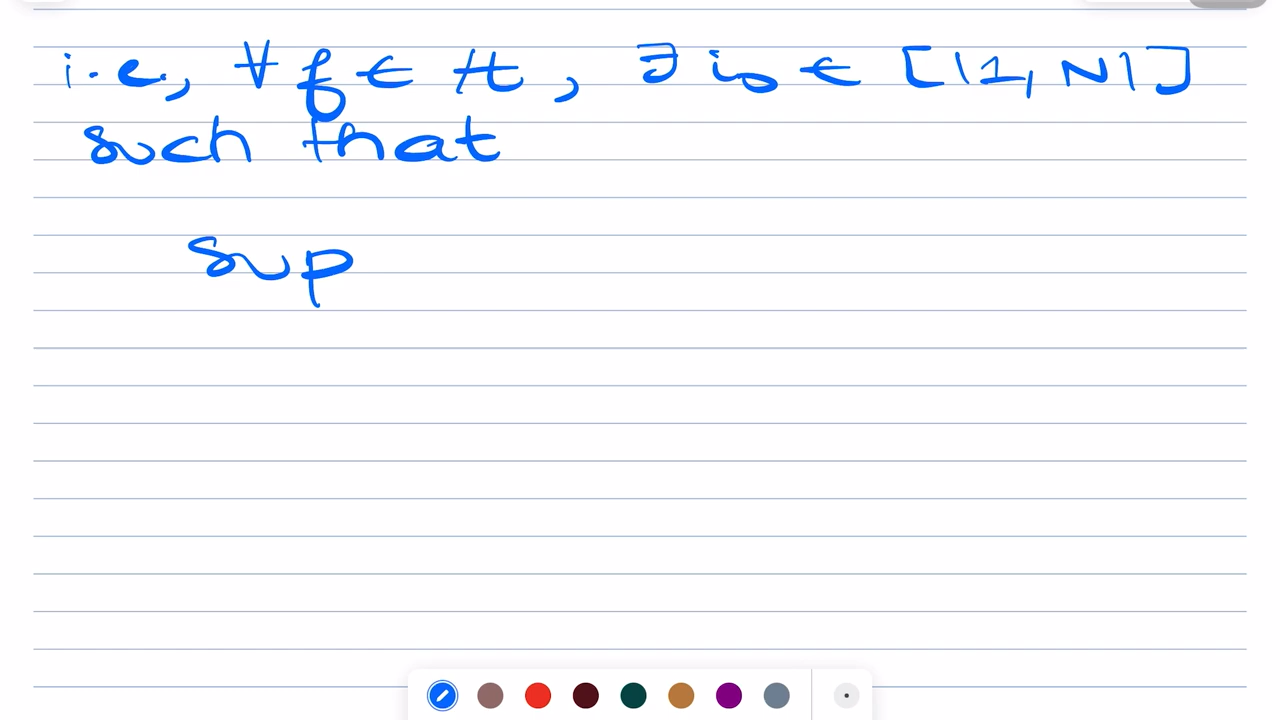 i.e., ∀ f ∈ H, ∃ i₀ ∈ [|1, N|]
such that
sup